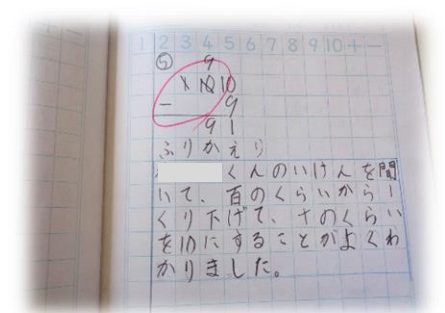 1 2 3 4 5 6 7 8 9 10 + −
⑤ 9
1 10 10
− 9
9 1
ふりかえり
くんのいけんを聞
いて、百のくらいから1
くり下げて、十のくらい
を10にすることがよくわ
かりました。